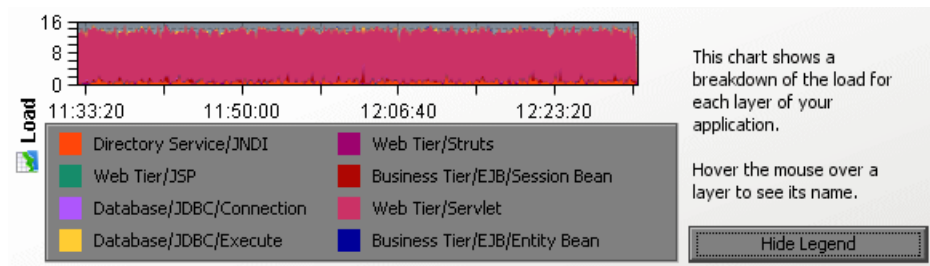 16
8
0
Load
11:33:20 11:50:00 12:06:40 12:23:20
Directory Service/JNDI
Web Tier/JSP
Database/JDBC/Connection
Database/JDBC/Execute
Web Tier/Struts
Business Tier/EJB/Session Bean
Web Tier/Servlet
Business Tier/EJB/Entity Bean
This chart shows a
breakdown of the load for
each layer of your
application.
Hover the mouse over a
layer to see its name.
Hide Legend